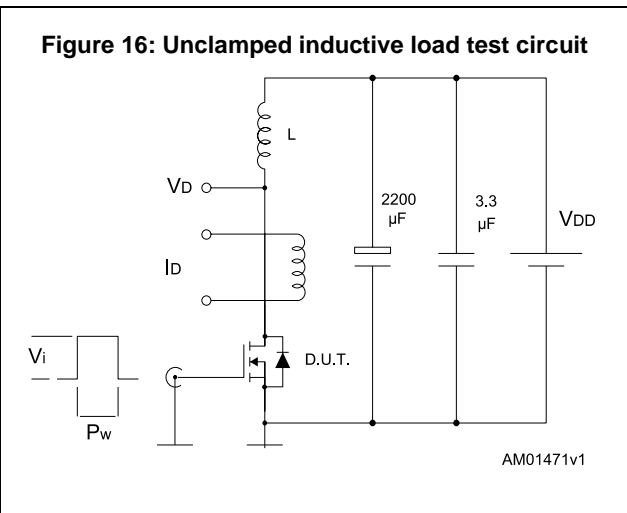 Figure 16: Unclamped inductive load test circuit
L
VD
2200
µF
3.3
µF
VDD
ID
Vi
D.U.T.
Pw
AM01471v1